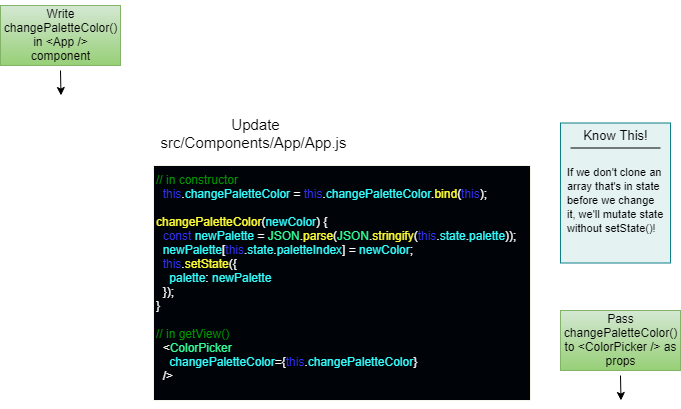 Write
changePaletteColor()
in <App />
component
Update
src/Components/App/App.js
// in constructor
this.changePaletteColor = this.changePaletteColor.bind(this);
changePaletteColor(newColor) {
const newPalette = JSON.parse(JSON.stringify(this.state.palette));
newPalette[this.state.paletteIndex] = newColor;
this.setState({
palette: newPalette
});
}
// in getView()
<ColorPicker
changePaletteColor={this.changePaletteColor}
/>
Know This!
If we don't clone an
array that's in state
before we change
it, we'll mutate state
without setState()!
Pass
changePaletteColor()
to <ColorPicker /> as
props